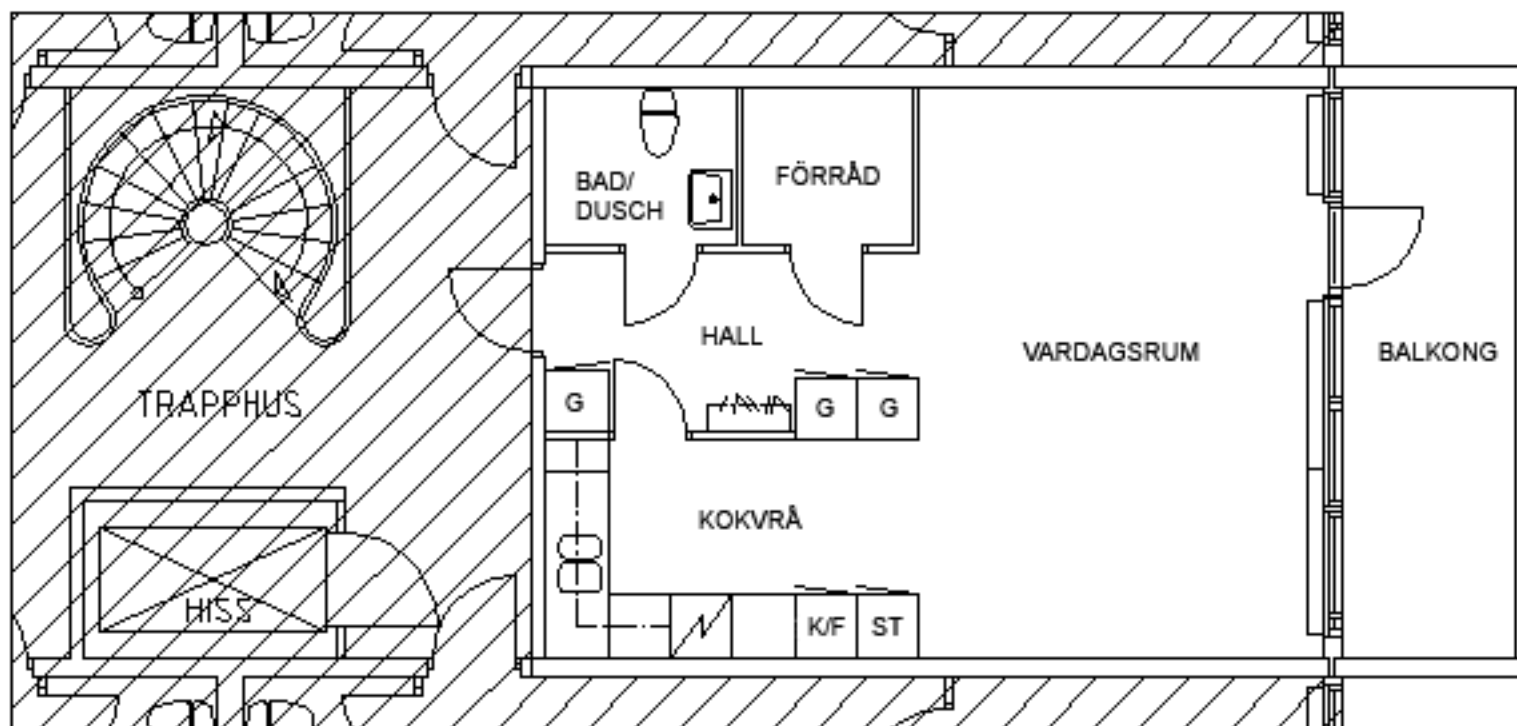 BAD/
DUSCH
FÖRRÅD
HALL
VARDAGSRUM
BALKONG
TRAPPHUS
G
G
G
KOKVRÅ
HISS
K/F
ST